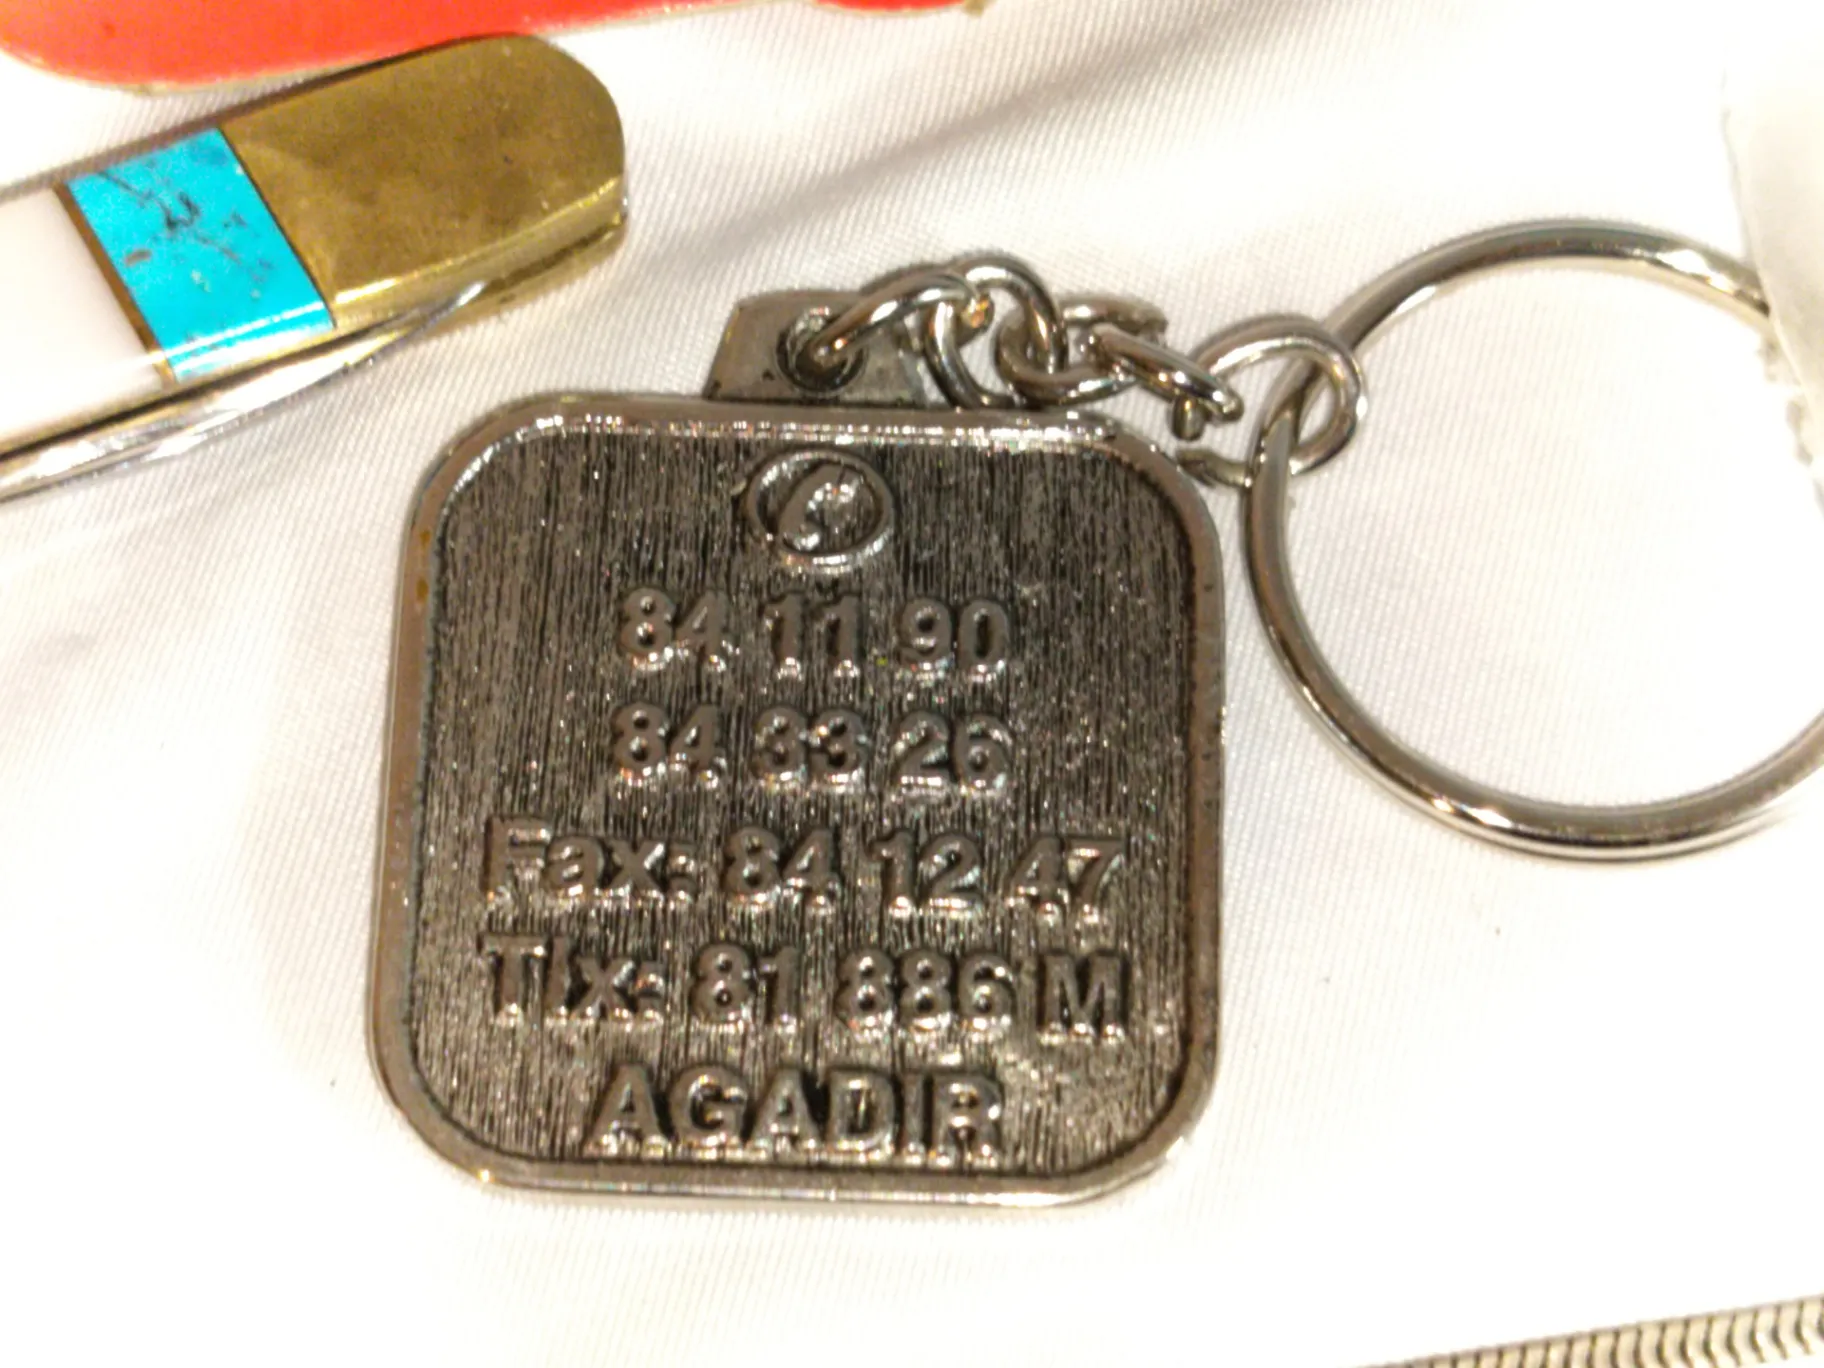 84 11 90
84 33 26
Fax: 84 12 47
Tlx: 81 886 M
AGADIR